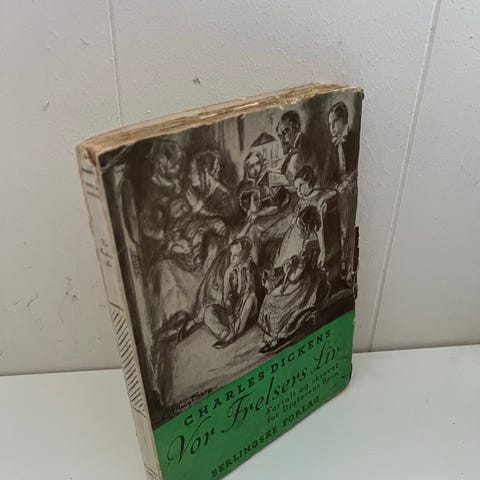 CHARLES DICKENS
Vor Frelsers Liv
Fortalt og skrevet
for Digterens Børn
BERLINGSKE FORLAG